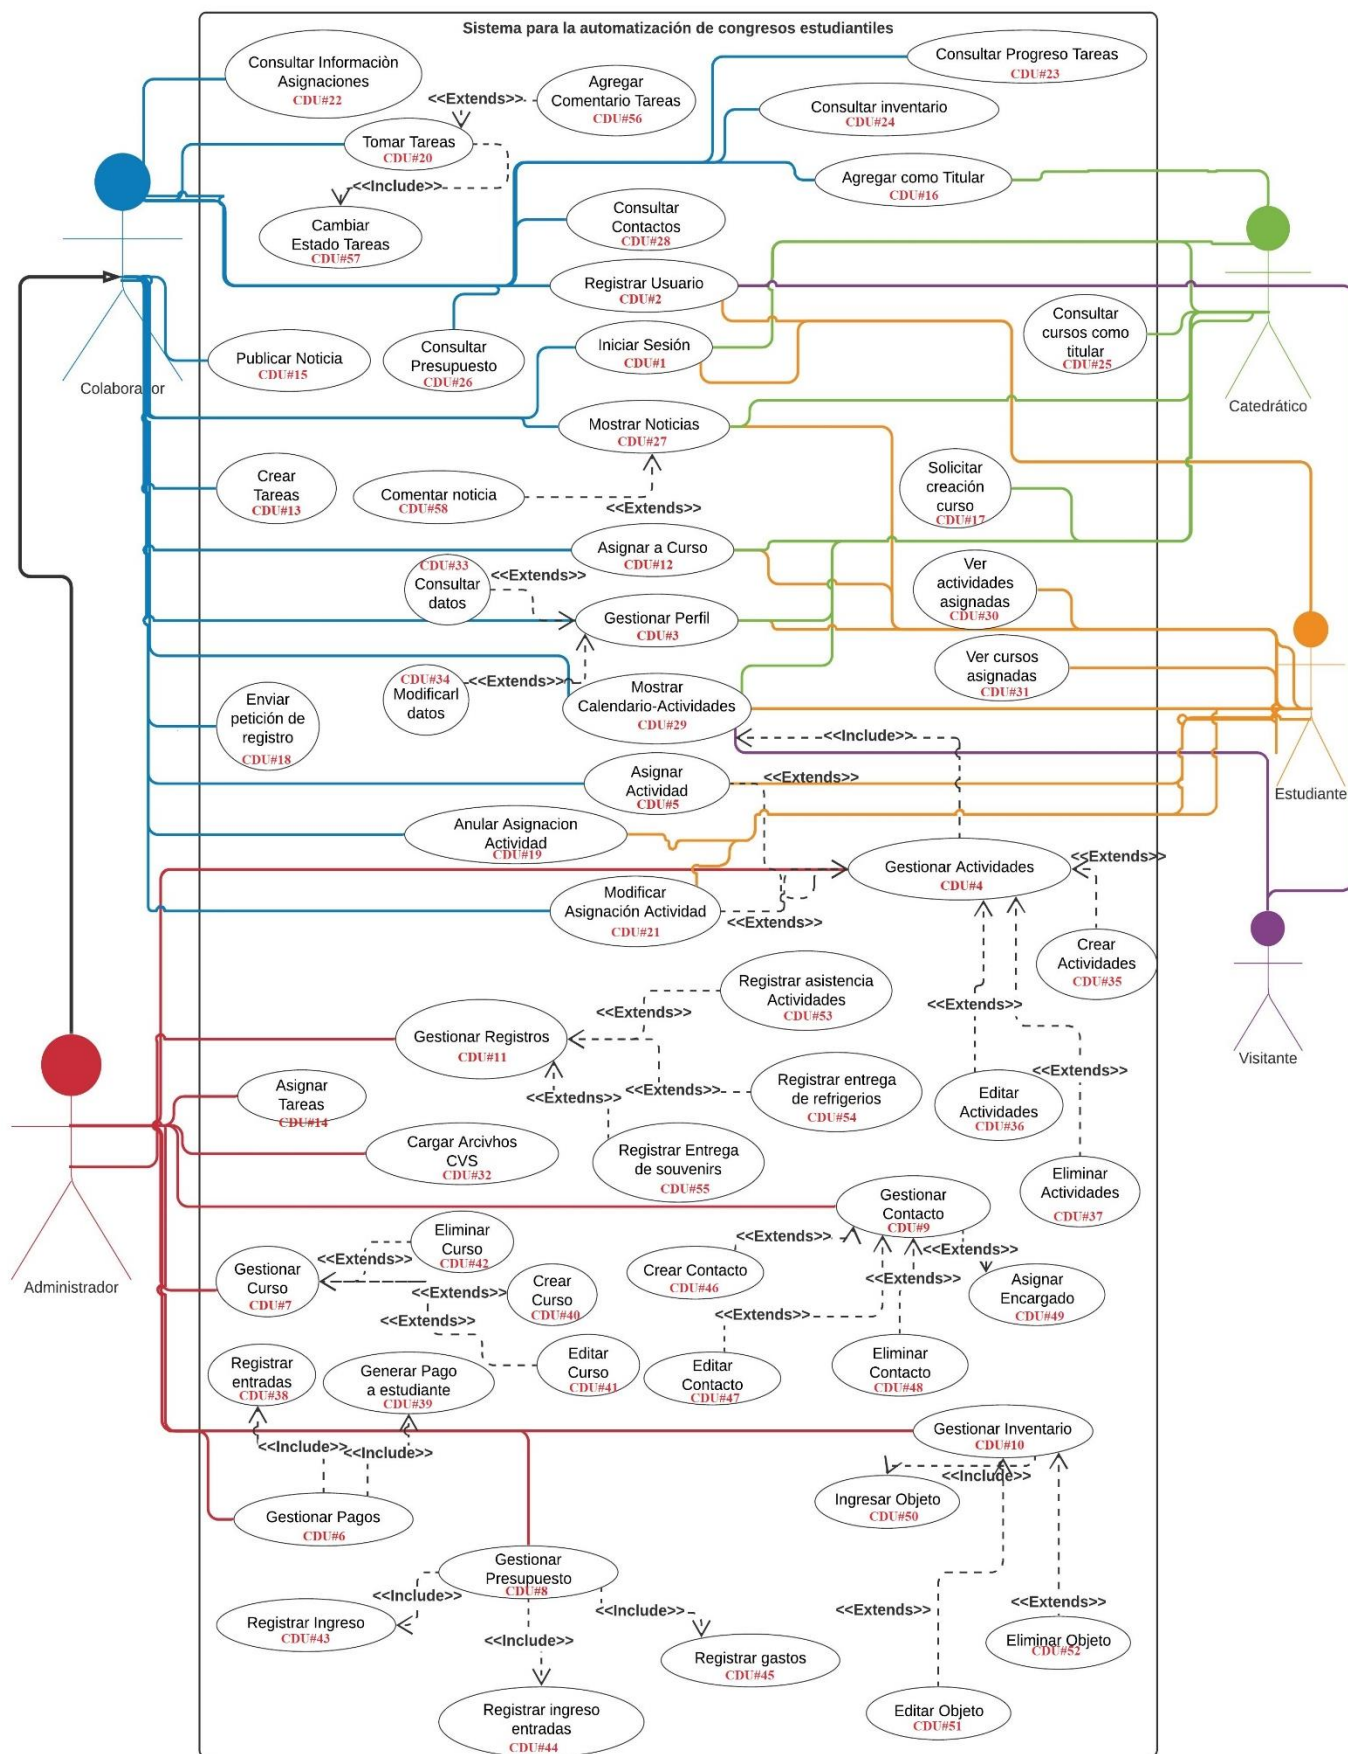 Sistema para la automatización de congresos estudiantiles
Consultar Informaciòn
Asignaciones
CDU#22
Agregar
Comentario Tareas
CDU#56
<<Extends>>
Consultar Progreso Tareas
CDU#23
Consultar inventario
CDU#24
Tomar Tareas
CDU#20
<<Include>>
Agregar como Titular
CDU#16
Cambiar
Estado Tareas
CDU#57
Consultar
Contactos
CDU#28
Registrar Usuario
CDU#2
Consultar
cursos como
titular
CDU#25
Publicar Noticia
CDU#15
Consultar
Presupuesto
CDU#26
Iniciar Sesión
CDU#1
Colaborador
Catedrático
Mostrar Noticias
CDU#27
Crear
Tareas
CDU#13
Comentar noticia
CDU#58
<<Extends>>
Solicitar
creación
curso
CDU#17
Asignar a Curso
CDU#12
CDU#33
Consultar
datos
<<Extends>>
Ver
actividades
asignadas
CDU#30
Gestionar Perfil
CDU#3
Ver cursos
asignadas
CDU#31
CDU#34
Modificarl
datos
<<Extends>>
Mostrar
Calendario-Actividades
CDU#29
Enviar
petición de
registro
CDU#18
<<Include>>
Asignar
Actividad
CDU#5
<<Extends>>
Estudiante
Anular Asignacion
Actividad
CDU#19
Gestionar Actividades
CDU#4
<<Extends>>
Modificar
Asignación Actividad
CDU#21
<<Extends>>
Crear
Actividades
CDU#35
Registrar asistencia
Actividades
CDU#53
<<Extends>>
<<Extends>>
Gestionar Registros
CDU#11
Visitante
Asignar
Tareas
CDU#14
<<Extedns>>
<<Extends>>
Registrar entrega
de refrigerios
CDU#54
Editar
Actividades
CDU#36
<<Extends>>
Cargar Arcivhos
CVS
CDU#32
Registrar Entrega
de souvenirs
CDU#55
Eliminar
Actividades
CDU#37
Gestionar
Contacto
CDU#9
Administrador
Eliminar
Curso
CDU#42
<<Extends>>
Gestionar
Curso
CDU#7
<<Extends>>
Crear Contacto
CDU#46
<<Extends>>
<<Extends>>
Asignar
Encargado
CDU#49
<<Extends>>
Crear
Curso
CDU#40
<<Extends>>
<<Extends>>
Editar
Curso
CDU#41
Registrar
entradas
CDU#38
Generar Pago
a estudiante
CDU#39
Editar
Contacto
CDU#47
Eliminar
Contacto
CDU#48
<<Include>>
<<Include>>
Gestionar Inventario
CDU#10
<<Include>>
Ingresar Objeto
CDU#50
Gestionar Pagos
CDU#6
Gestionar
Presupuesto
CDU#8
<<Include>>
<<Include>>
<<Include>>
Registrar Ingreso
CDU#43
<<Extends>>
<<Extends>>
Eliminar Objeto
CDU#52
Registrar gastos
CDU#45
Registrar ingreso
entradas
CDU#44
Editar Objeto
CDU#51